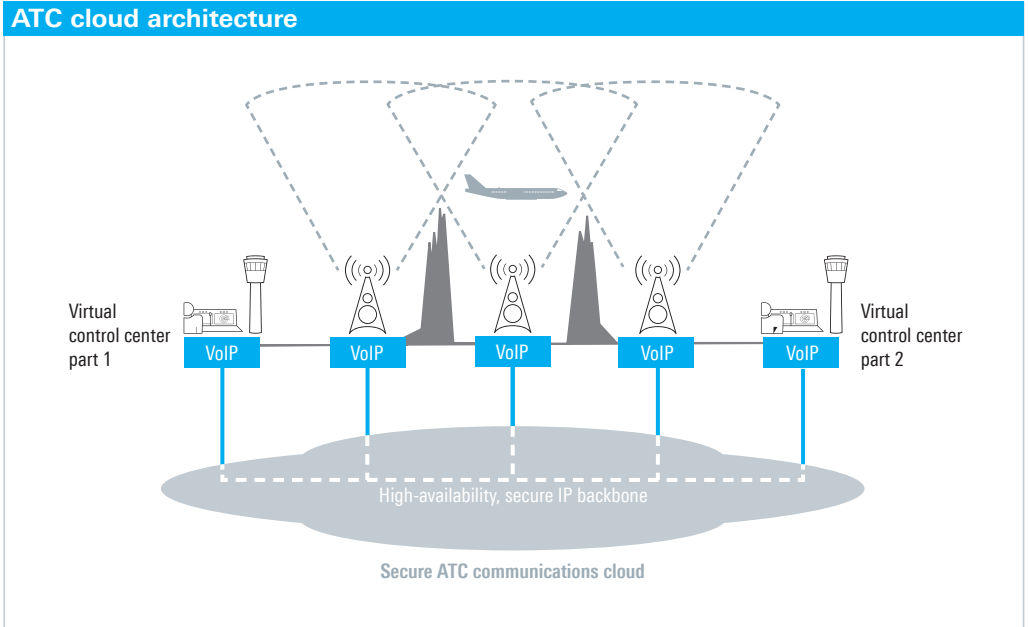 ATC cloud architecture
Virtual
control center
part 1
Virtual
control center
part 2
VoIP
VoIP
VoIP
VoIP
VoIP
High-availability, secure IP backbone
Secure ATC communications cloud